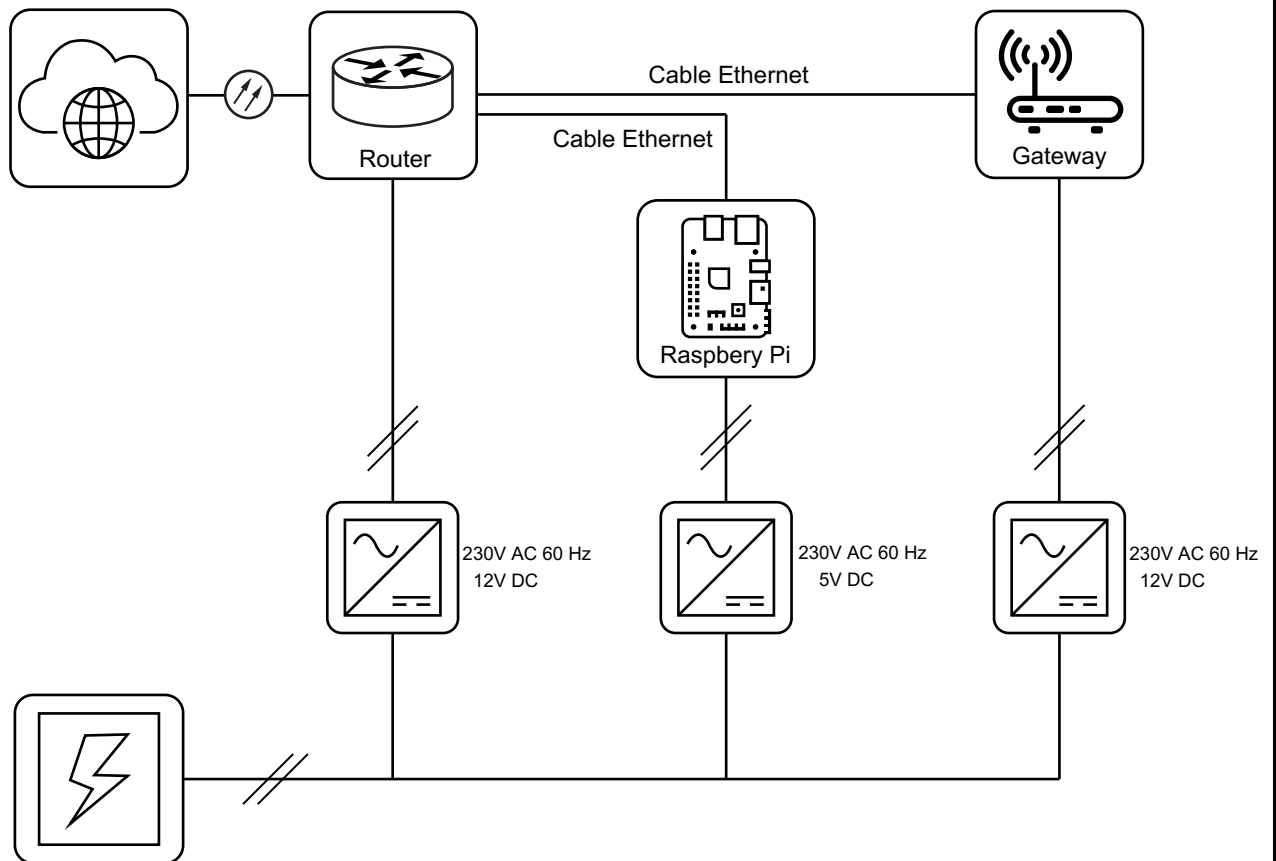 Cable Ethernet
Cable Ethernet
Router
Gateway
Raspbery Pi
230V AC 60 Hz
12V DC
230V AC 60 Hz
5V DC
230V AC 60 Hz
12V DC